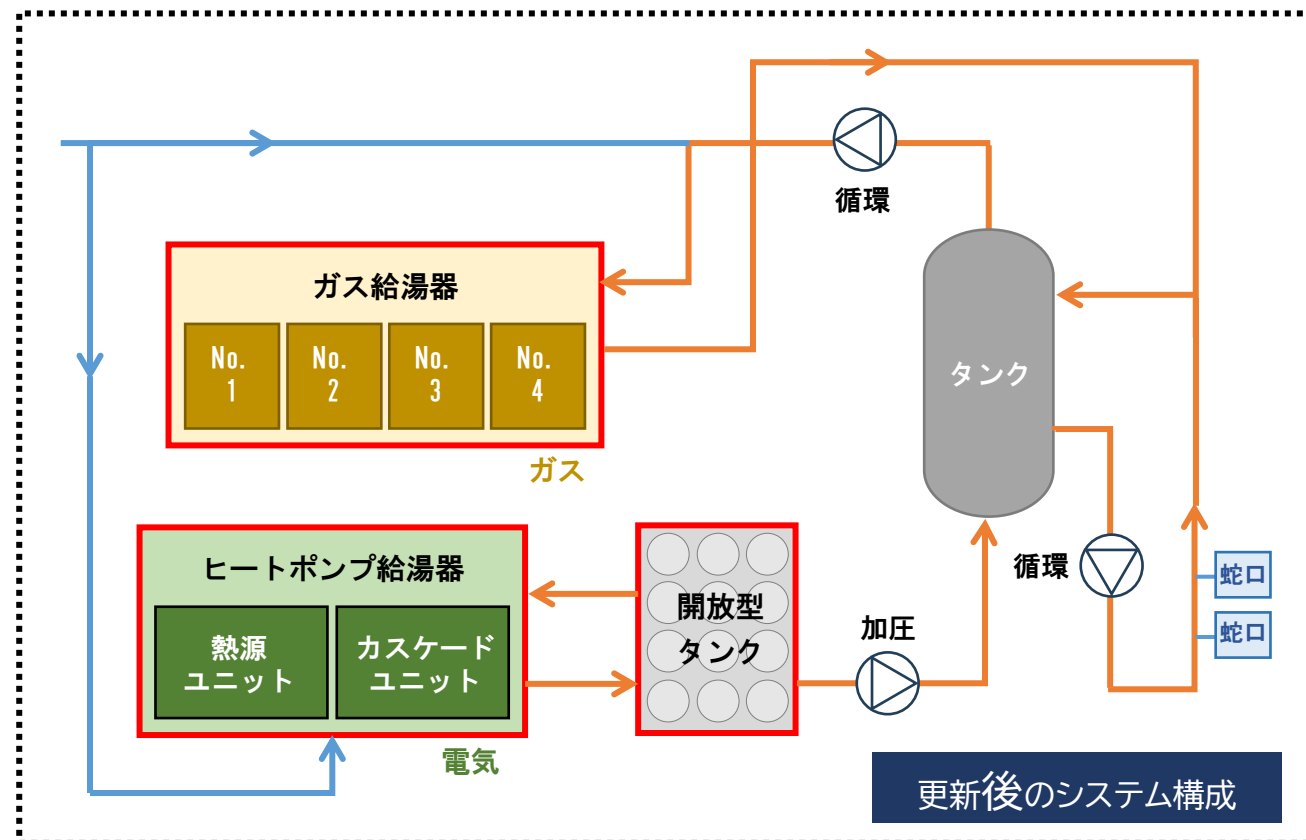 循環
ガス給湯器
No.
1
No.
2
No.
3
No.
4
タンク
ガス
ヒートポンプ給湯器
熱源
ユニット
カスケード
ユニット
電気
開放型
タンク
加圧
循環
蛇口
蛇口
更新後のシステム構成